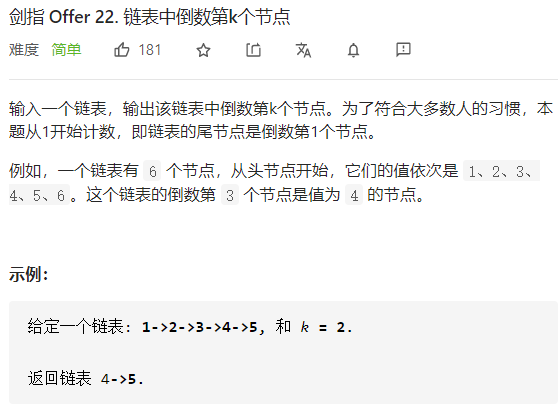 剑指 Offer 22. 链表中倒数第k个节点
难度 简单 181
输入一个链表，输出该链表中倒数第k个节点。为了符合大多数人的习惯，本
题从1开始计数，即链表的尾节点是倒数第1个节点。
例如，一个链表有 6 个节点，从头节点开始，它们的值依次是 1、2、3、
4、5、6。这个链表的倒数第 3 个节点是值为 4 的节点。
示例：
给定一个链表: 1->2->3->4->5, 和 k = 2.
返回链表 4->5.